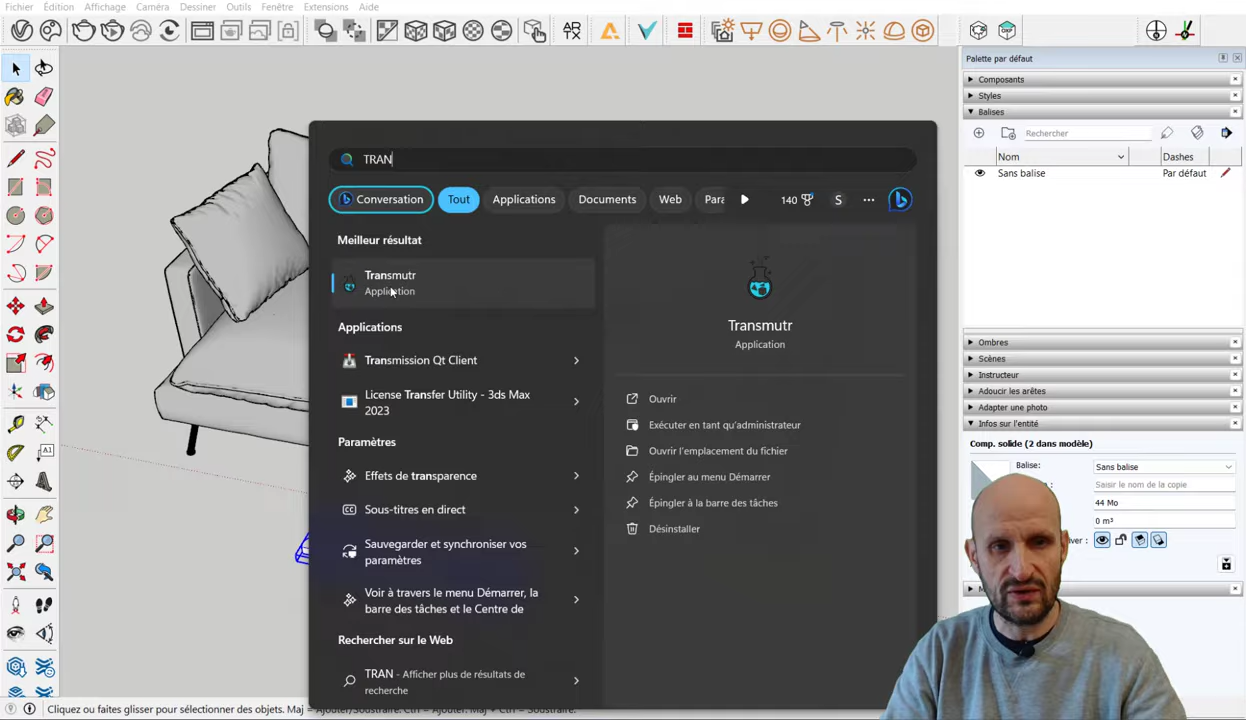 Fichier Édition Affichage Caméra Dessiner Outils Fenêtre Extensions Aide
Palette par défaut
Composants
Styles
Balises
Rechercher
Nom Dashes
Sans balise Par défaut
TRAN
Conversation Tout Applications Documents Web Para 140 S
Meilleur résultat
Transmutr
Application
Applications
Transmission Qt Client
License Transfer Utility - 3ds Max
2023
Paramètres
Effets de transparence
Sous-titres en direct
Sauvegarder et synchroniser vos
paramètres
Voir à travers le menu Démarrer, la
barre des tâches et le Centre de
Rechercher sur le Web
TRAN - Afficher plus de résultats de
recherche
Transmutr
Application
Ouvrir
Exécuter en tant qu'administrateur
Ouvrir l'emplacement du fichier
Épingler au menu Démarrer
Épingler à la barre des tâches
Désinstaller
Ombres
Scènes
Instructeur
Adoucir les arêtes
Adapter une photo
Infos sur l'entité
Comp. solide (2 dans modèle)
Balise: Sans balise
Saisir le nom de la copie
44 Mo
0 m³
Cliquez ou faites glisser pour sélectionner des objets. Maj = Ajouter/Soustraire. Ctrl = Ajouter. Maj + Ctrl = Soustraire.